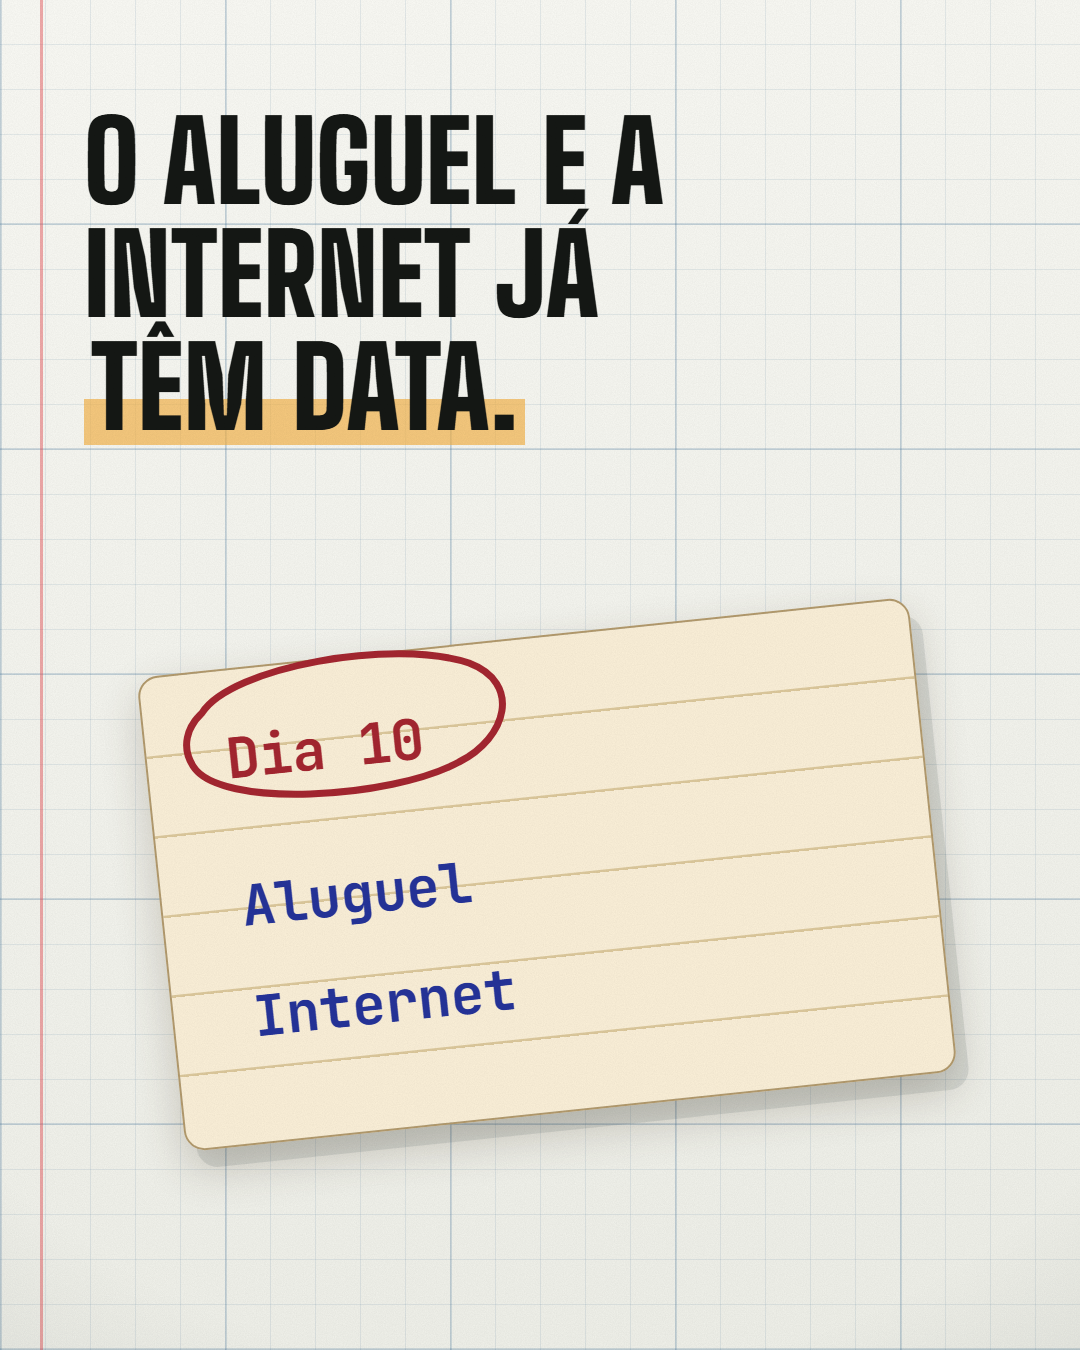 O ALUGUEL E A
INTERNET JÁ
TÊM DATA.
Dia 10
Aluguel
Internet